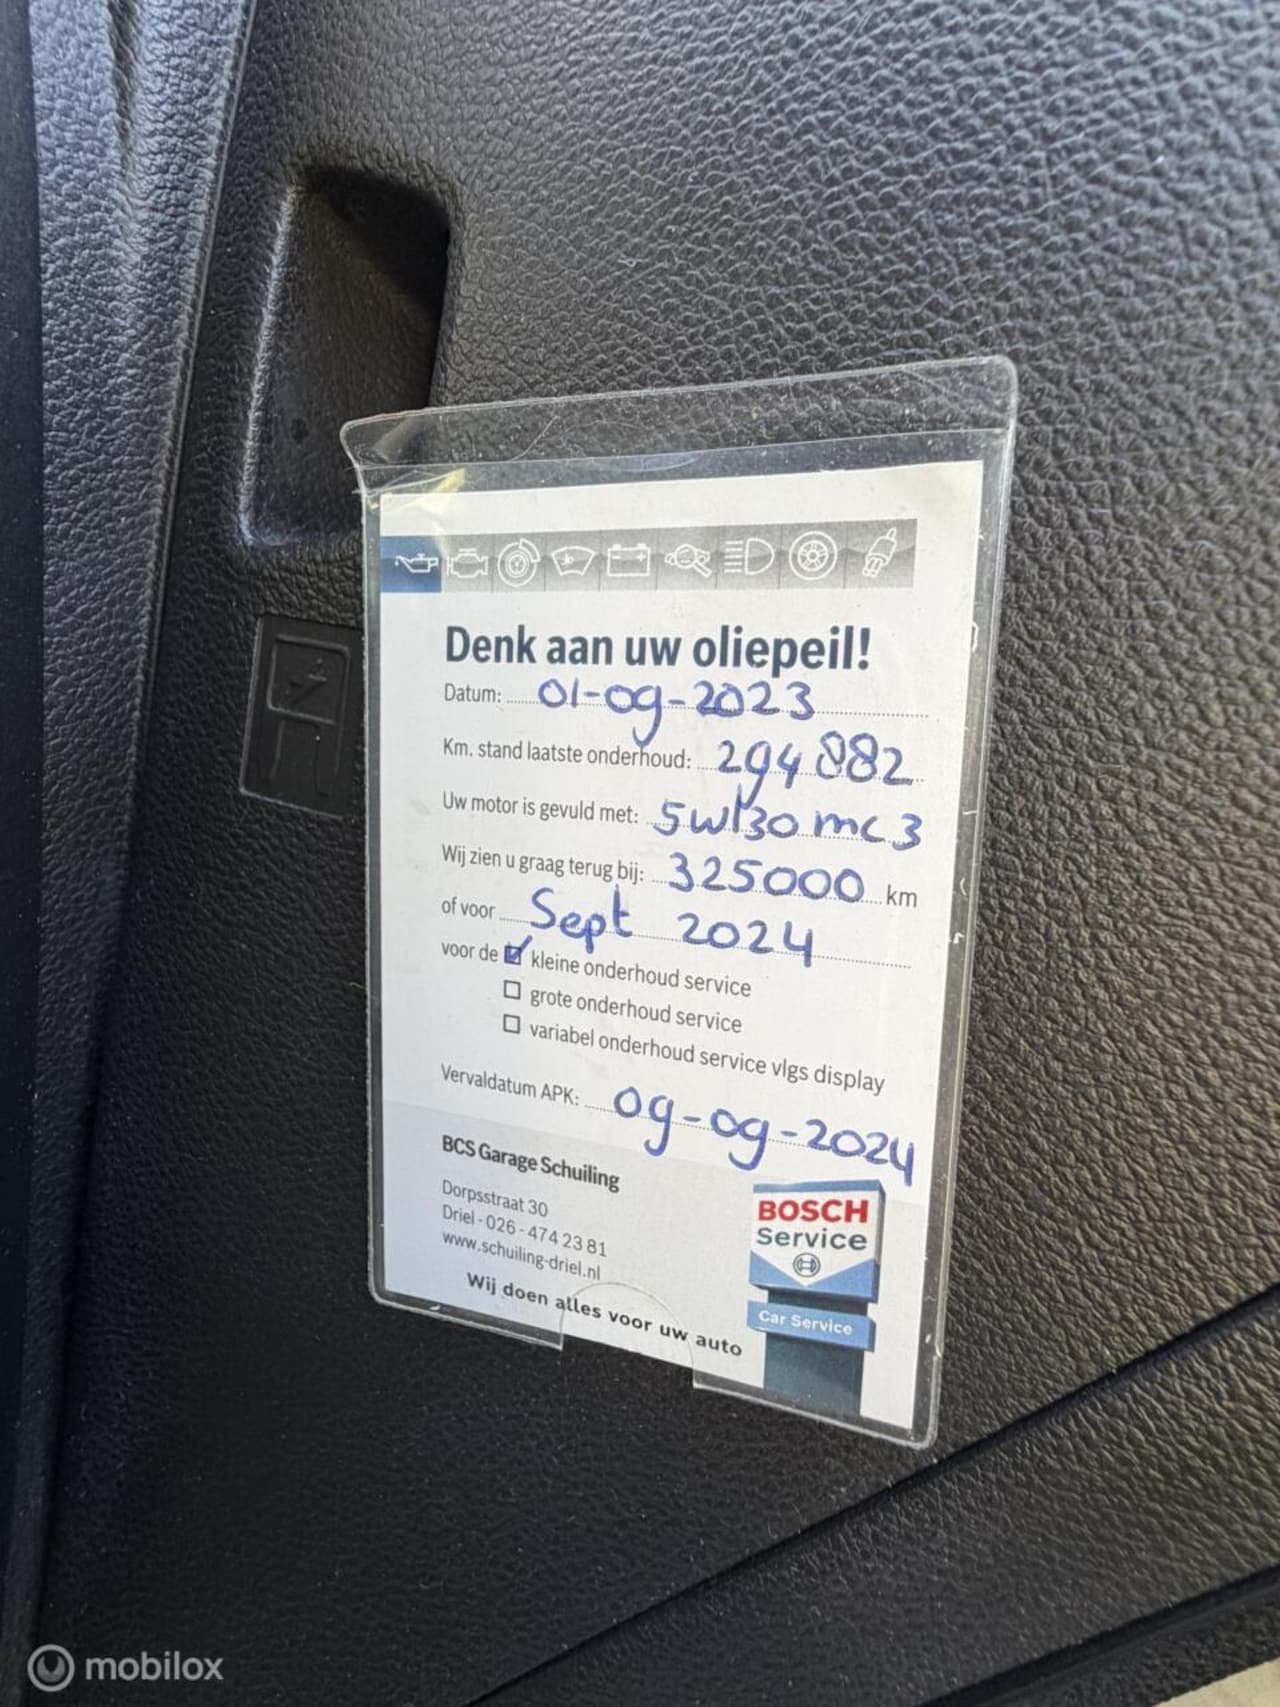 Denk aan uw oliepeil!
Datum: 01-09-2023
Km. stand laatste onderhoud: 294882
Uw motor is gevuld met: 5W/30 mc3
Wij zien u graag terug bij: 325000 km
of voor Sept 2024
voor de kleine onderhoud service
grote onderhoud service
variabel onderhoud service vlgs display
Vervaldatum APK: 09-09-2024
BCS Garage Schuiling
Dorpsstraat 30
Driel - 026 - 474 23 81
www.schuiling-driel.nl
Wij doen alles voor uw auto
BOSCH
Service
Car Service
mobilox